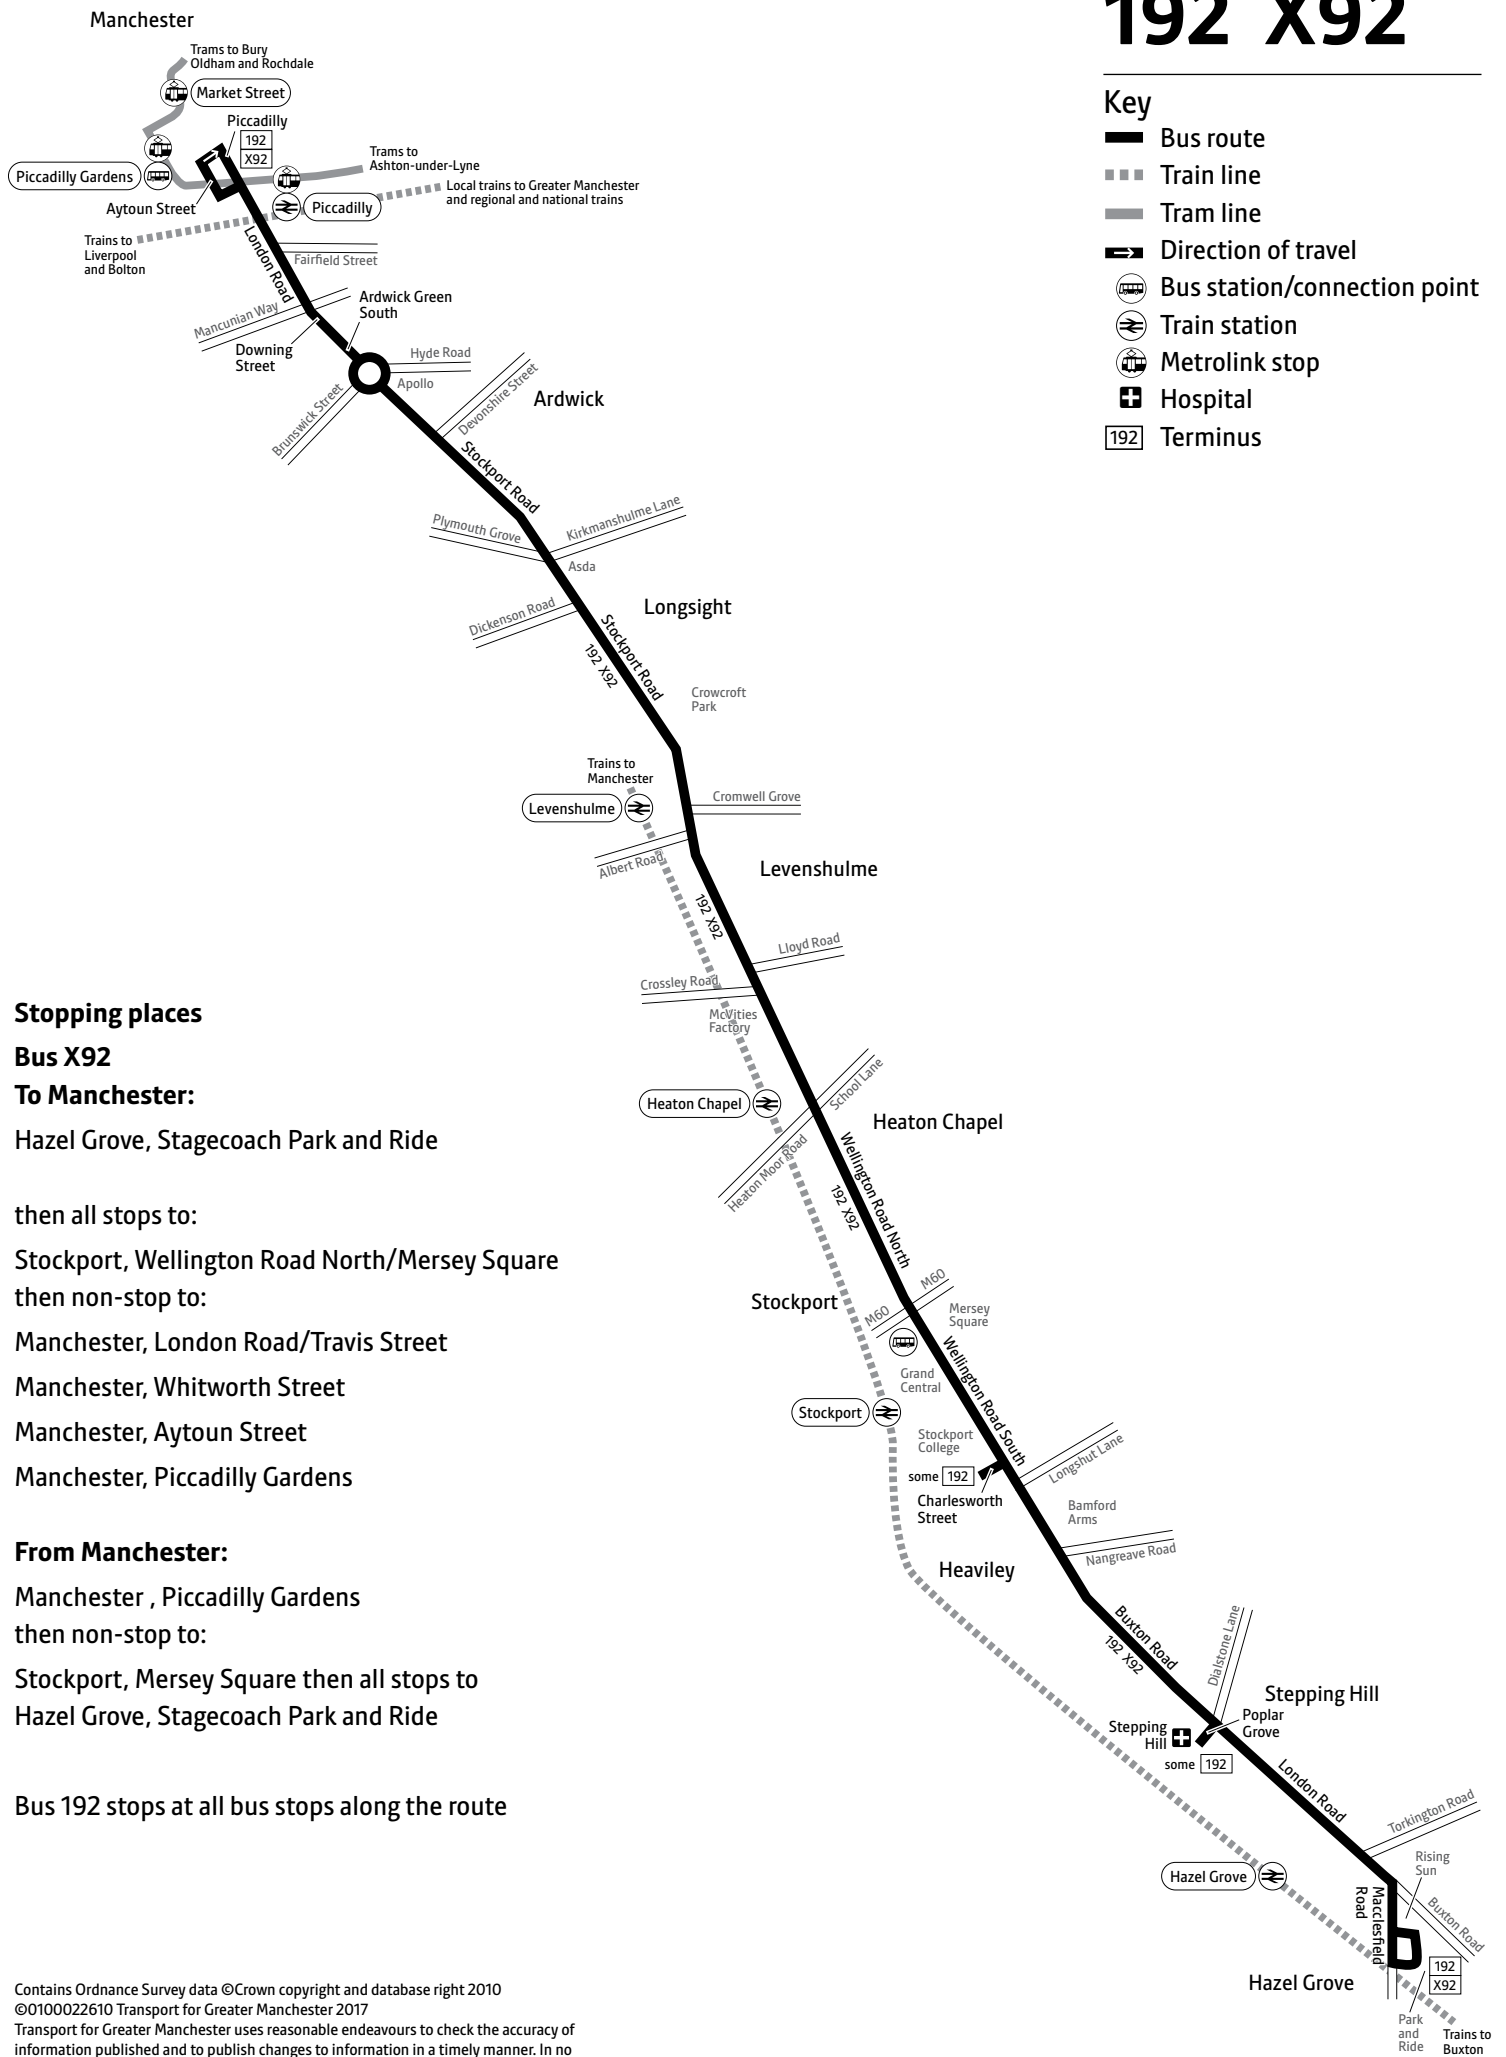 192 X92
Manchester
Trams to Bury
Oldham and Rochdale
Market Street
Piccadilly
192
X92
Piccadilly Gardens
Trams to
Ashton-under-Lyne
Local trains to Greater Manchester
and regional and national trains
Piccadilly
Aytoun Street
Trains to
Liverpool
and Bolton
London Road
Fairfield Street
Mancunian Way
Ardwick Green
South
Downing
Street
Hyde Road
Apollo
Brunswick Street
Devonshire Street
Ardwick
Stockport Road
Plymouth Grove
Kirkmanshulme Lane
Asda
Dickenson Road
Longsight
Stockport Road
192 X92
Crowcroft
Park
Trains to
Manchester
Levenshulme
Cromwell Grove
Albert Road
Levenshulme
192 X92
Lloyd Road
Crossley Road
McVities
Factory
School Lane
Heaton Chapel
Heaton Chapel
Heaton Moor Road
Wellington Road North
192 X92
M60
Stockport
M60
Mersey
Square
Wellington Road South
Grand
Central
Stockport
Stockport
College
Longshut Lane
some 192
Charlesworth
Street
Bamford
Arms
Nangreave Road
Heaviley
Buxton Road
192 X92
Dialstone Lane
Stepping Hill
Poplar
Grove
Stepping
Hill
some 192
London Road
Torkington Road
Rising
Sun
Hazel Grove
Macclesfield
Road
Buxton Road
192
X92
Hazel Grove
Park
and
Ride
Trains to
Buxton
Key
Bus route
Train line
Tram line
Direction of travel
Bus station/connection point
Train station
Metrolink stop
Hospital
192 Terminus
Stopping places
Bus X92
To Manchester:
Hazel Grove, Stagecoach Park and Ride
then all stops to:
Stockport, Wellington Road North/Mersey Square
then non-stop to:
Manchester, London Road/Travis Street
Manchester, Whitworth Street
Manchester, Aytoun Street
Manchester, Piccadilly Gardens
From Manchester:
Manchester , Piccadilly Gardens
then non-stop to:
Stockport, Mersey Square then all stops to
Hazel Grove, Stagecoach Park and Ride
Bus 192 stops at all bus stops along the route
Contains Ordnance Survey data ©Crown copyright and database right 2010
©0100022610 Transport for Greater Manchester 2017
Transport for Greater Manchester uses reasonable endeavours to check the accuracy of
information published and to publish changes to information in a timely manner. In no